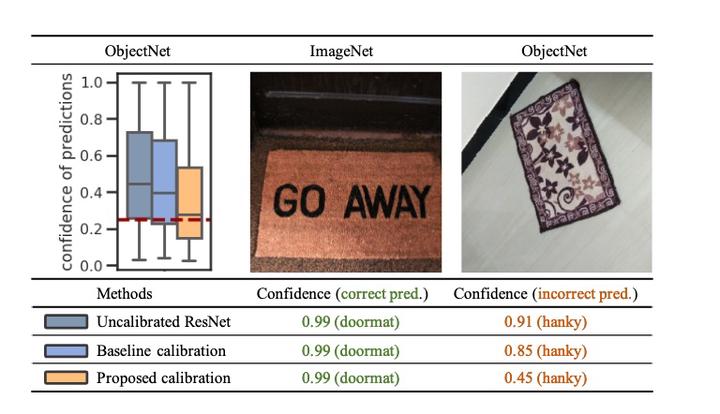 ObjectNet ImageNet ObjectNet
confidence of predictions
1.0
0.8
0.6
0.4
0.2
0.0
GO AWAY
Methods Confidence (correct pred.) Confidence (incorrect pred.)
Uncalibrated ResNet 0.99 (doormat) 0.91 (hanky)
Baseline calibration 0.99 (doormat) 0.85 (hanky)
Proposed calibration 0.99 (doormat) 0.45 (hanky)